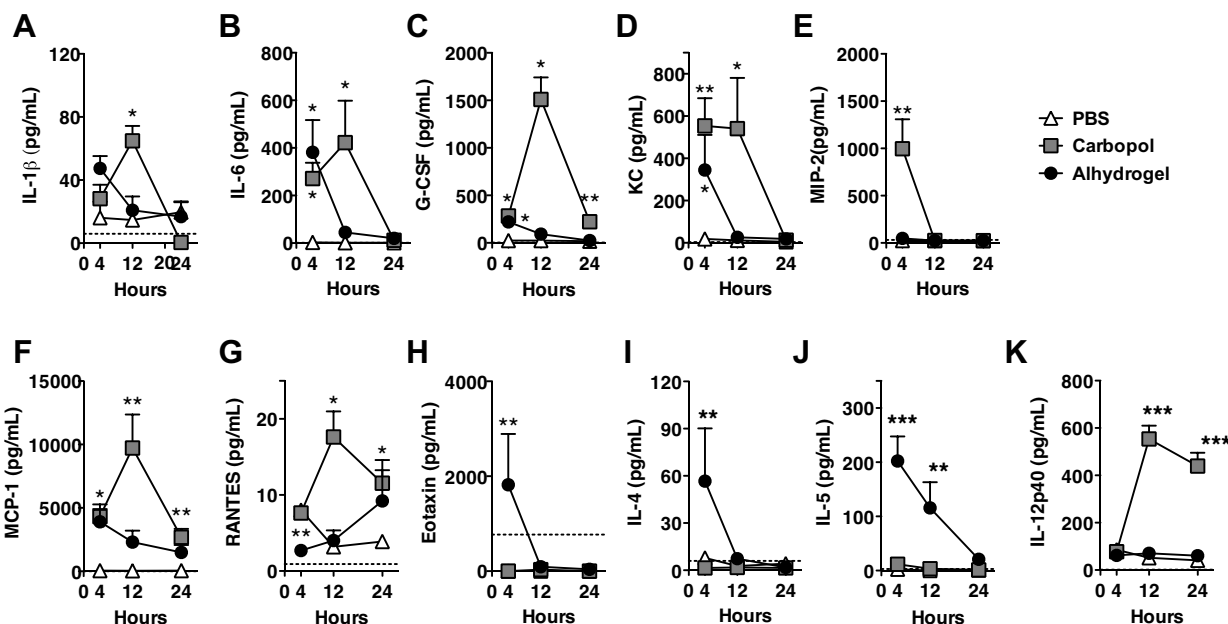 A
IL-1β (pg/mL)
120
80
40
0
*
0 4 12 20 24
Hours
B
IL-6 (pg/mL)
800
600
400
200
0
*
*
*
0 4 12 24
Hours
C
G-CSF (pg/mL)
2000
1500
1000
500
0
*
*
*
**
0 4 12 24
Hours
D
KC (pg/mL)
800
600
400
200
0
**
*
*
0 4 12 24
Hours
E
MIP-2(pg/mL)
2000
1500
1000
500
0
**
0 4 12 24
Hours
PBS
Carbopol
Alhydrogel
F
MCP-1 (pg/mL)
15000
10000
5000
0
*
**
**
0 4 12 24
Hours
G
RANTES (pg/mL)
20
10
0
**
*
*
0 4 12 24
Hours
H
Eotaxin (pg/mL)
4000
2000
0
**
0 4 12 24
Hours
I
IL-4 (pg/mL)
120
90
60
30
0
**
0 4 12 24
Hours
J
IL-5 (pg/mL)
300
200
100
0
***
**
0 4 12 24
Hours
K
IL-12p40 (pg/mL)
800
600
400
200
0
***
***
0 4 12 24
Hours